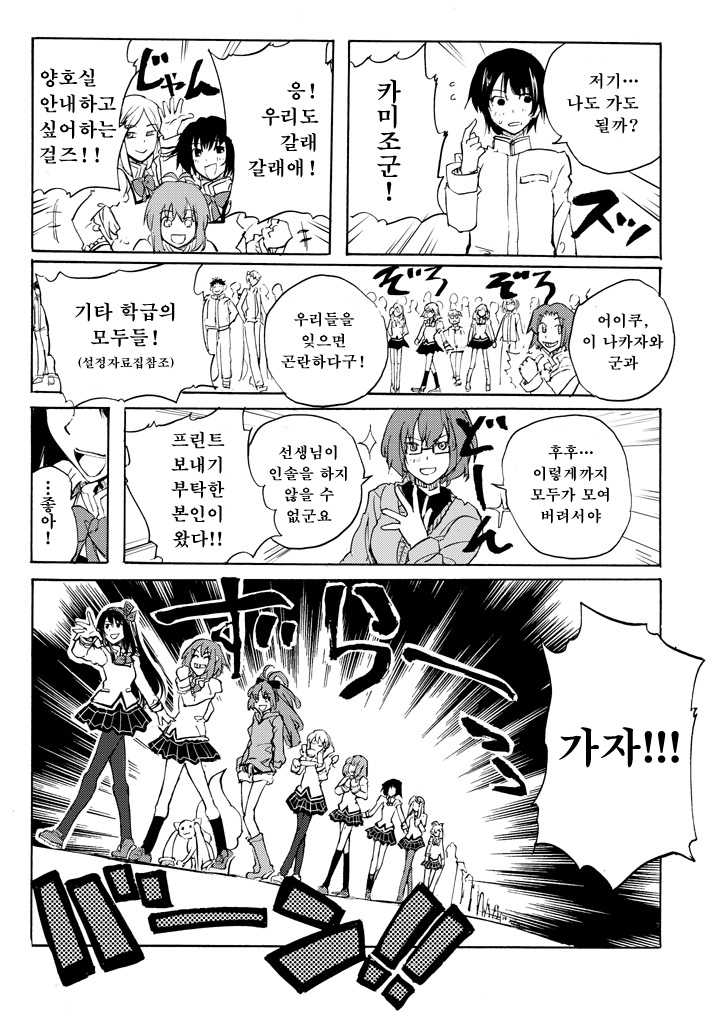 저기…
나도 가도
될까?
카미조군!
スッ
응!
우리도
갈래
갈래애!
じゃん
양호실
안내하고
싶어하는
걸즈!!
어이쿠,
이 나카자와
군과
ぞろ
ぞろ
우리들을
잊으면
곤란하다구!
기타 학급의
모두들!
(설정자료집참조)
후후…
이렇게까지
모두가 모여
버려서야
どーん
선생님이
인솔을 하지
않을 수
없군요
프린트
보내기
부탁한
본인이
왔다!!
…좋아!
가자!!!
ずらーっ
バーン!!